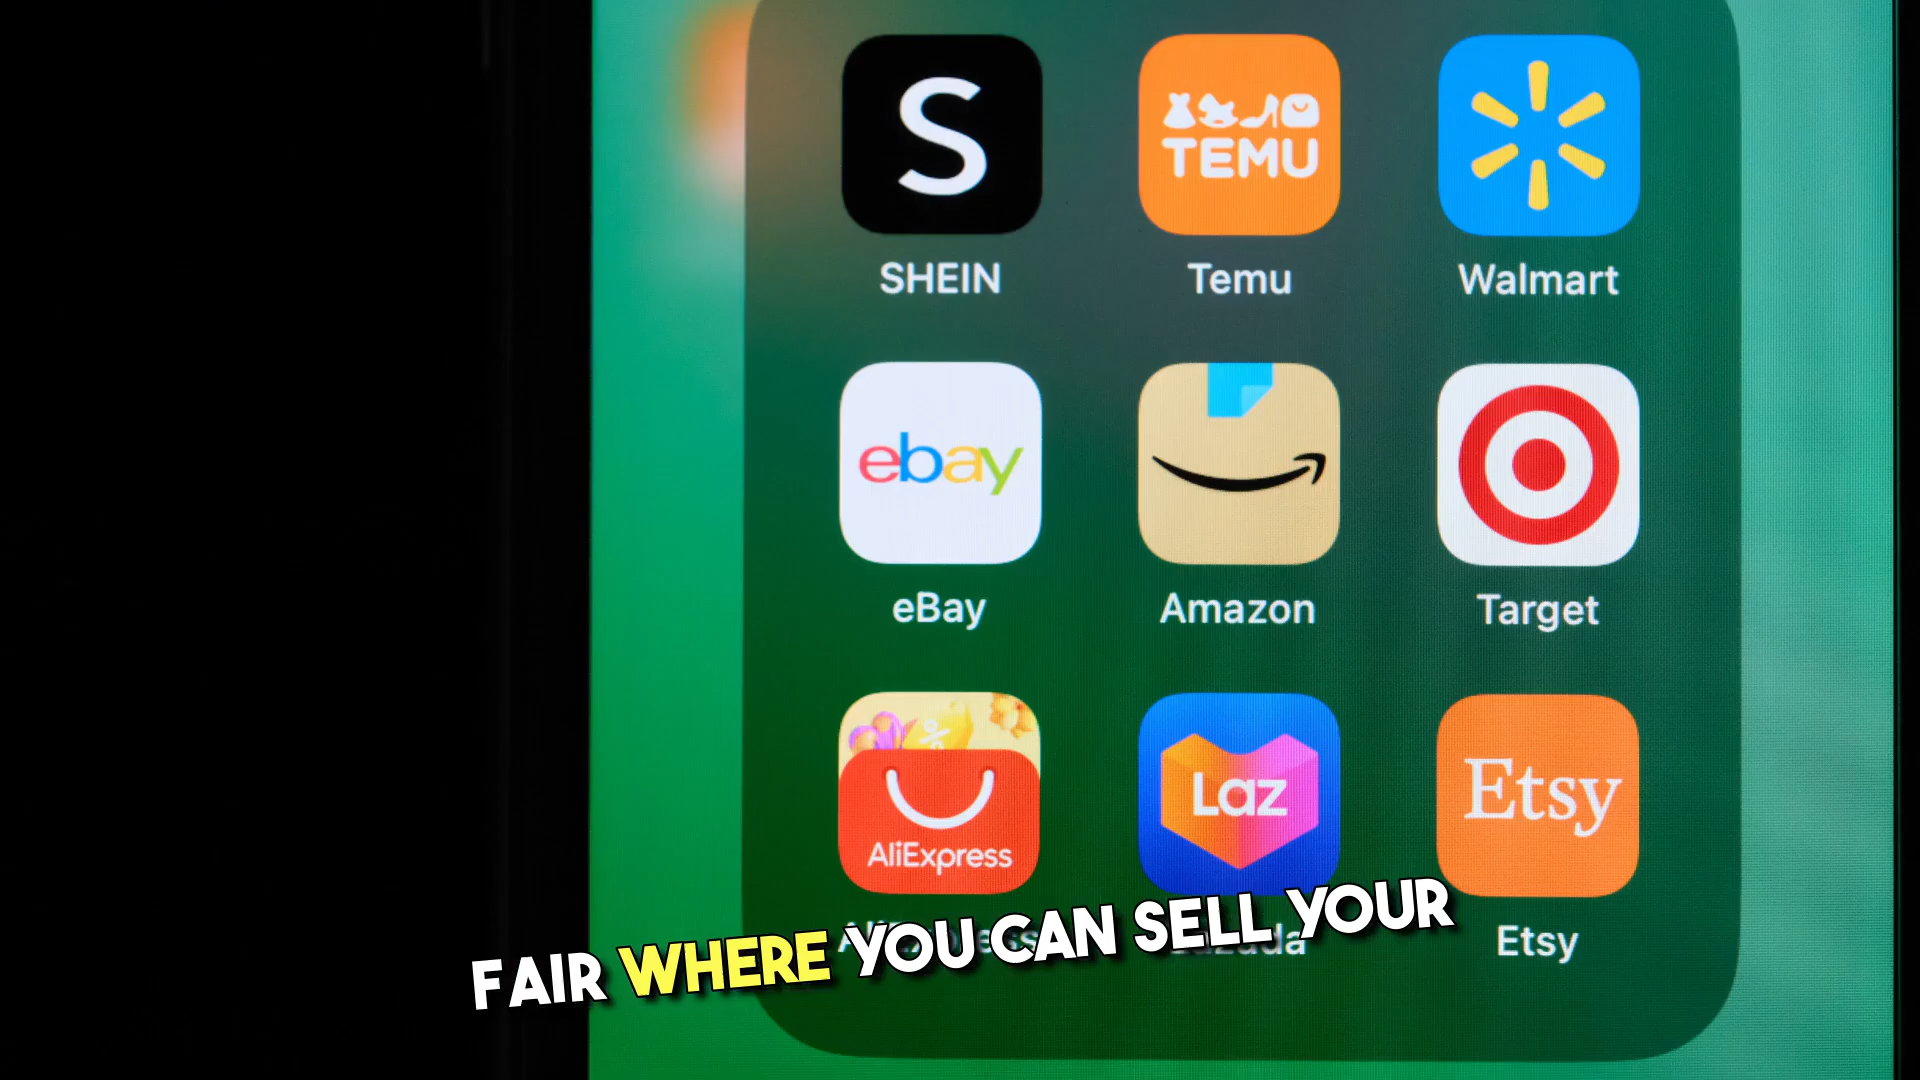 S
TEMU
SHEIN
Temu
Walmart
ebay
eBay
Amazon
Target
%
AliExpress
Laz
Etsy
Etsy
FAIR WHERE YOU CAN SELL YOUR